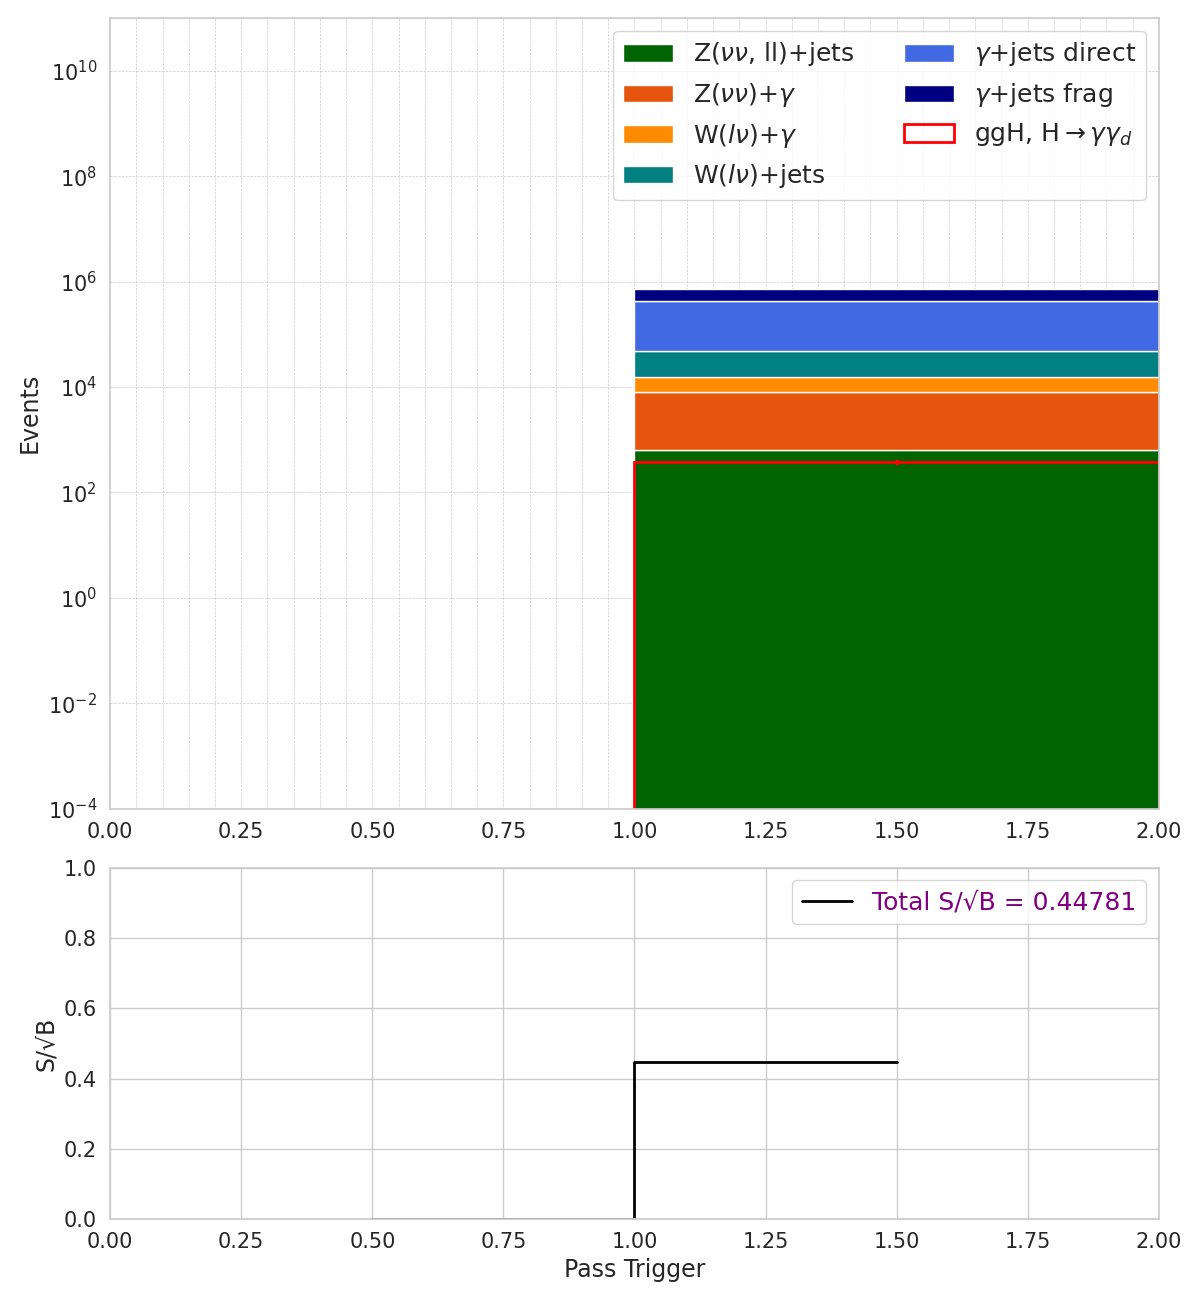 Z(νν, ll)+jets
Z(νν)+γ
W(lν)+γ
W(lν)+jets
γ+jets direct
γ+jets frag
ggH, H→γγ_d
Events
10^10
10^8
10^6
10^4
10^2
10^0
10^−2
10^−4
0.00 0.25 0.50 0.75 1.00 1.25 1.50 1.75 2.00
Total S/√B = 0.44781
S/√B
1.0
0.8
0.6
0.4
0.2
0.0
0.00 0.25 0.50 0.75 1.00 1.25 1.50 1.75 2.00
Pass Trigger